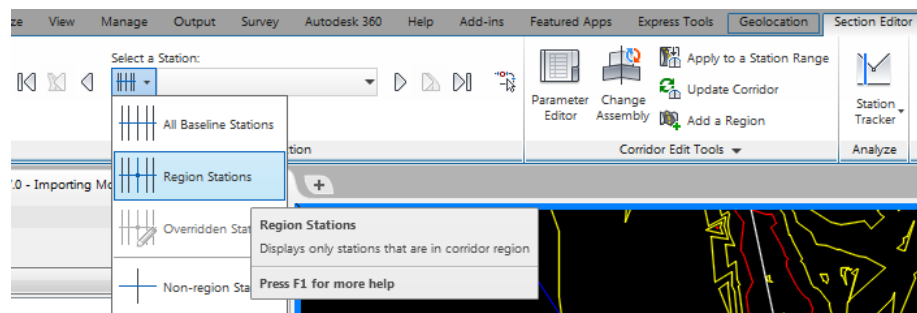 ze View Manage Output Survey Autodesk 360 Help Add-ins Featured Apps Express Tools Geolocation Section Editor
Select a Station:
All Baseline Stations
Region Stations
Overridden Stat
Non-region Sta
Region Stations
Displays only stations that are in corridor region
Press F1 for more help
Parameter
Editor
Change
Assembly
Apply to a Station Range
Update Corridor
Add a Region
Station
Tracker
tion
Corridor Edit Tools
Analyze
.0 - Importing Mo